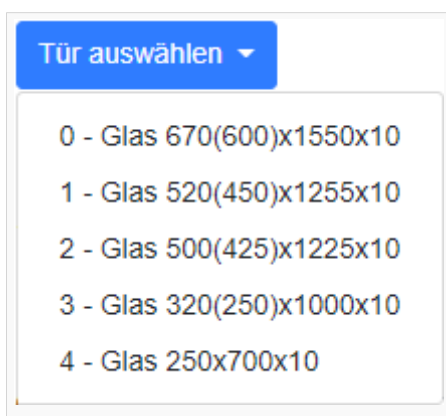 Tür auswählen
0 - Glas 670(600)x1550x10
1 - Glas 520(450)x1255x10
2 - Glas 500(425)x1225x10
3 - Glas 320(250)x1000x10
4 - Glas 250x700x10